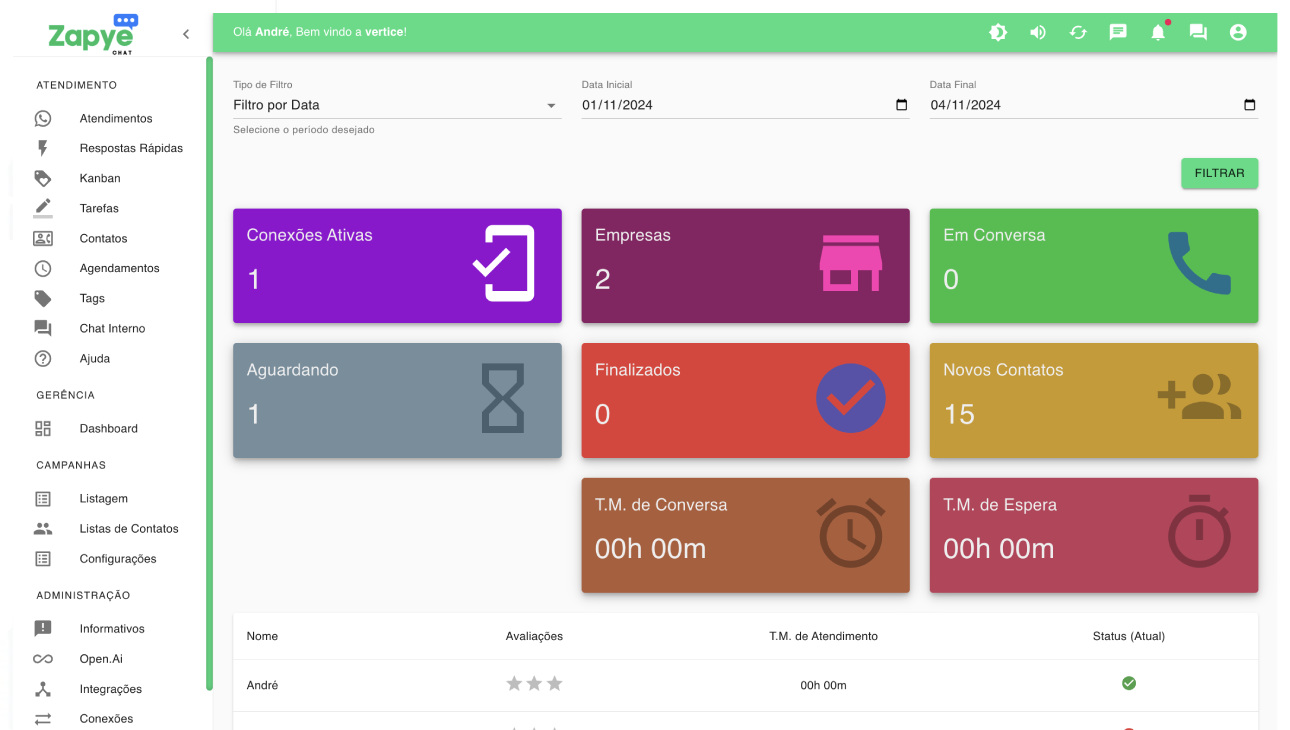 Zapye
CHAT
Olá André, Bem vindo a vertice!
ATENDIMENTO
Atendimentos
Respostas Rápidas
Kanban
Tarefas
Contatos
Agendamentos
Tags
Chat Interno
Ajuda
GERÊNCIA
Dashboard
CAMPANHAS
Listagem
Listas de Contatos
Configurações
ADMINISTRAÇÃO
Informativos
Open.Ai
Integrações
Conexões
Tipo de Filtro
Filtro por Data
Selecione o período desejado
Data Inicial
01/11/2024
Data Final
04/11/2024
FILTRAR
Conexões Ativas
1
Empresas
2
Em Conversa
0
Aguardando
1
Finalizados
0
Novos Contatos
15
T.M. de Conversa
00h 00m
T.M. de Espera
00h 00m
Nome Avaliações T.M. de Atendimento Status (Atual)
André 00h 00m